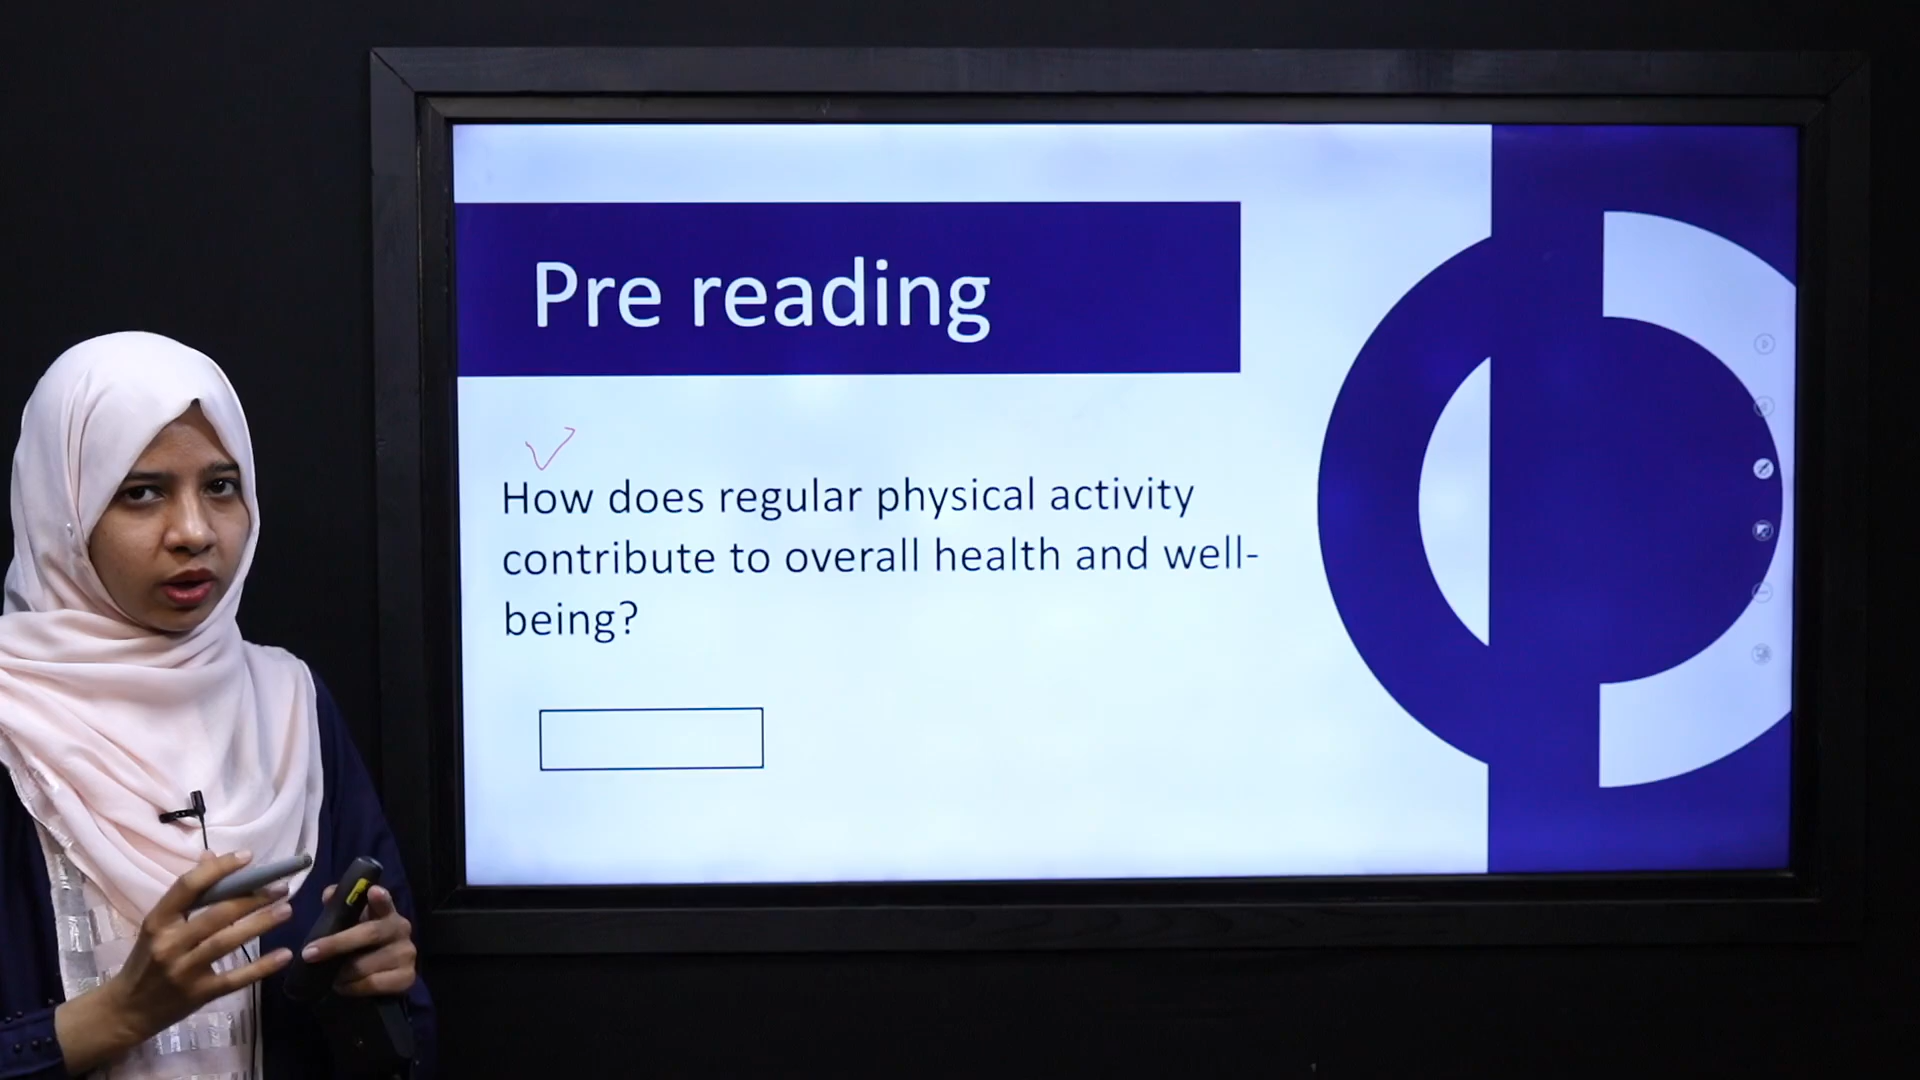 Pre reading
How does regular physical activity
contribute to overall health and well-
being?